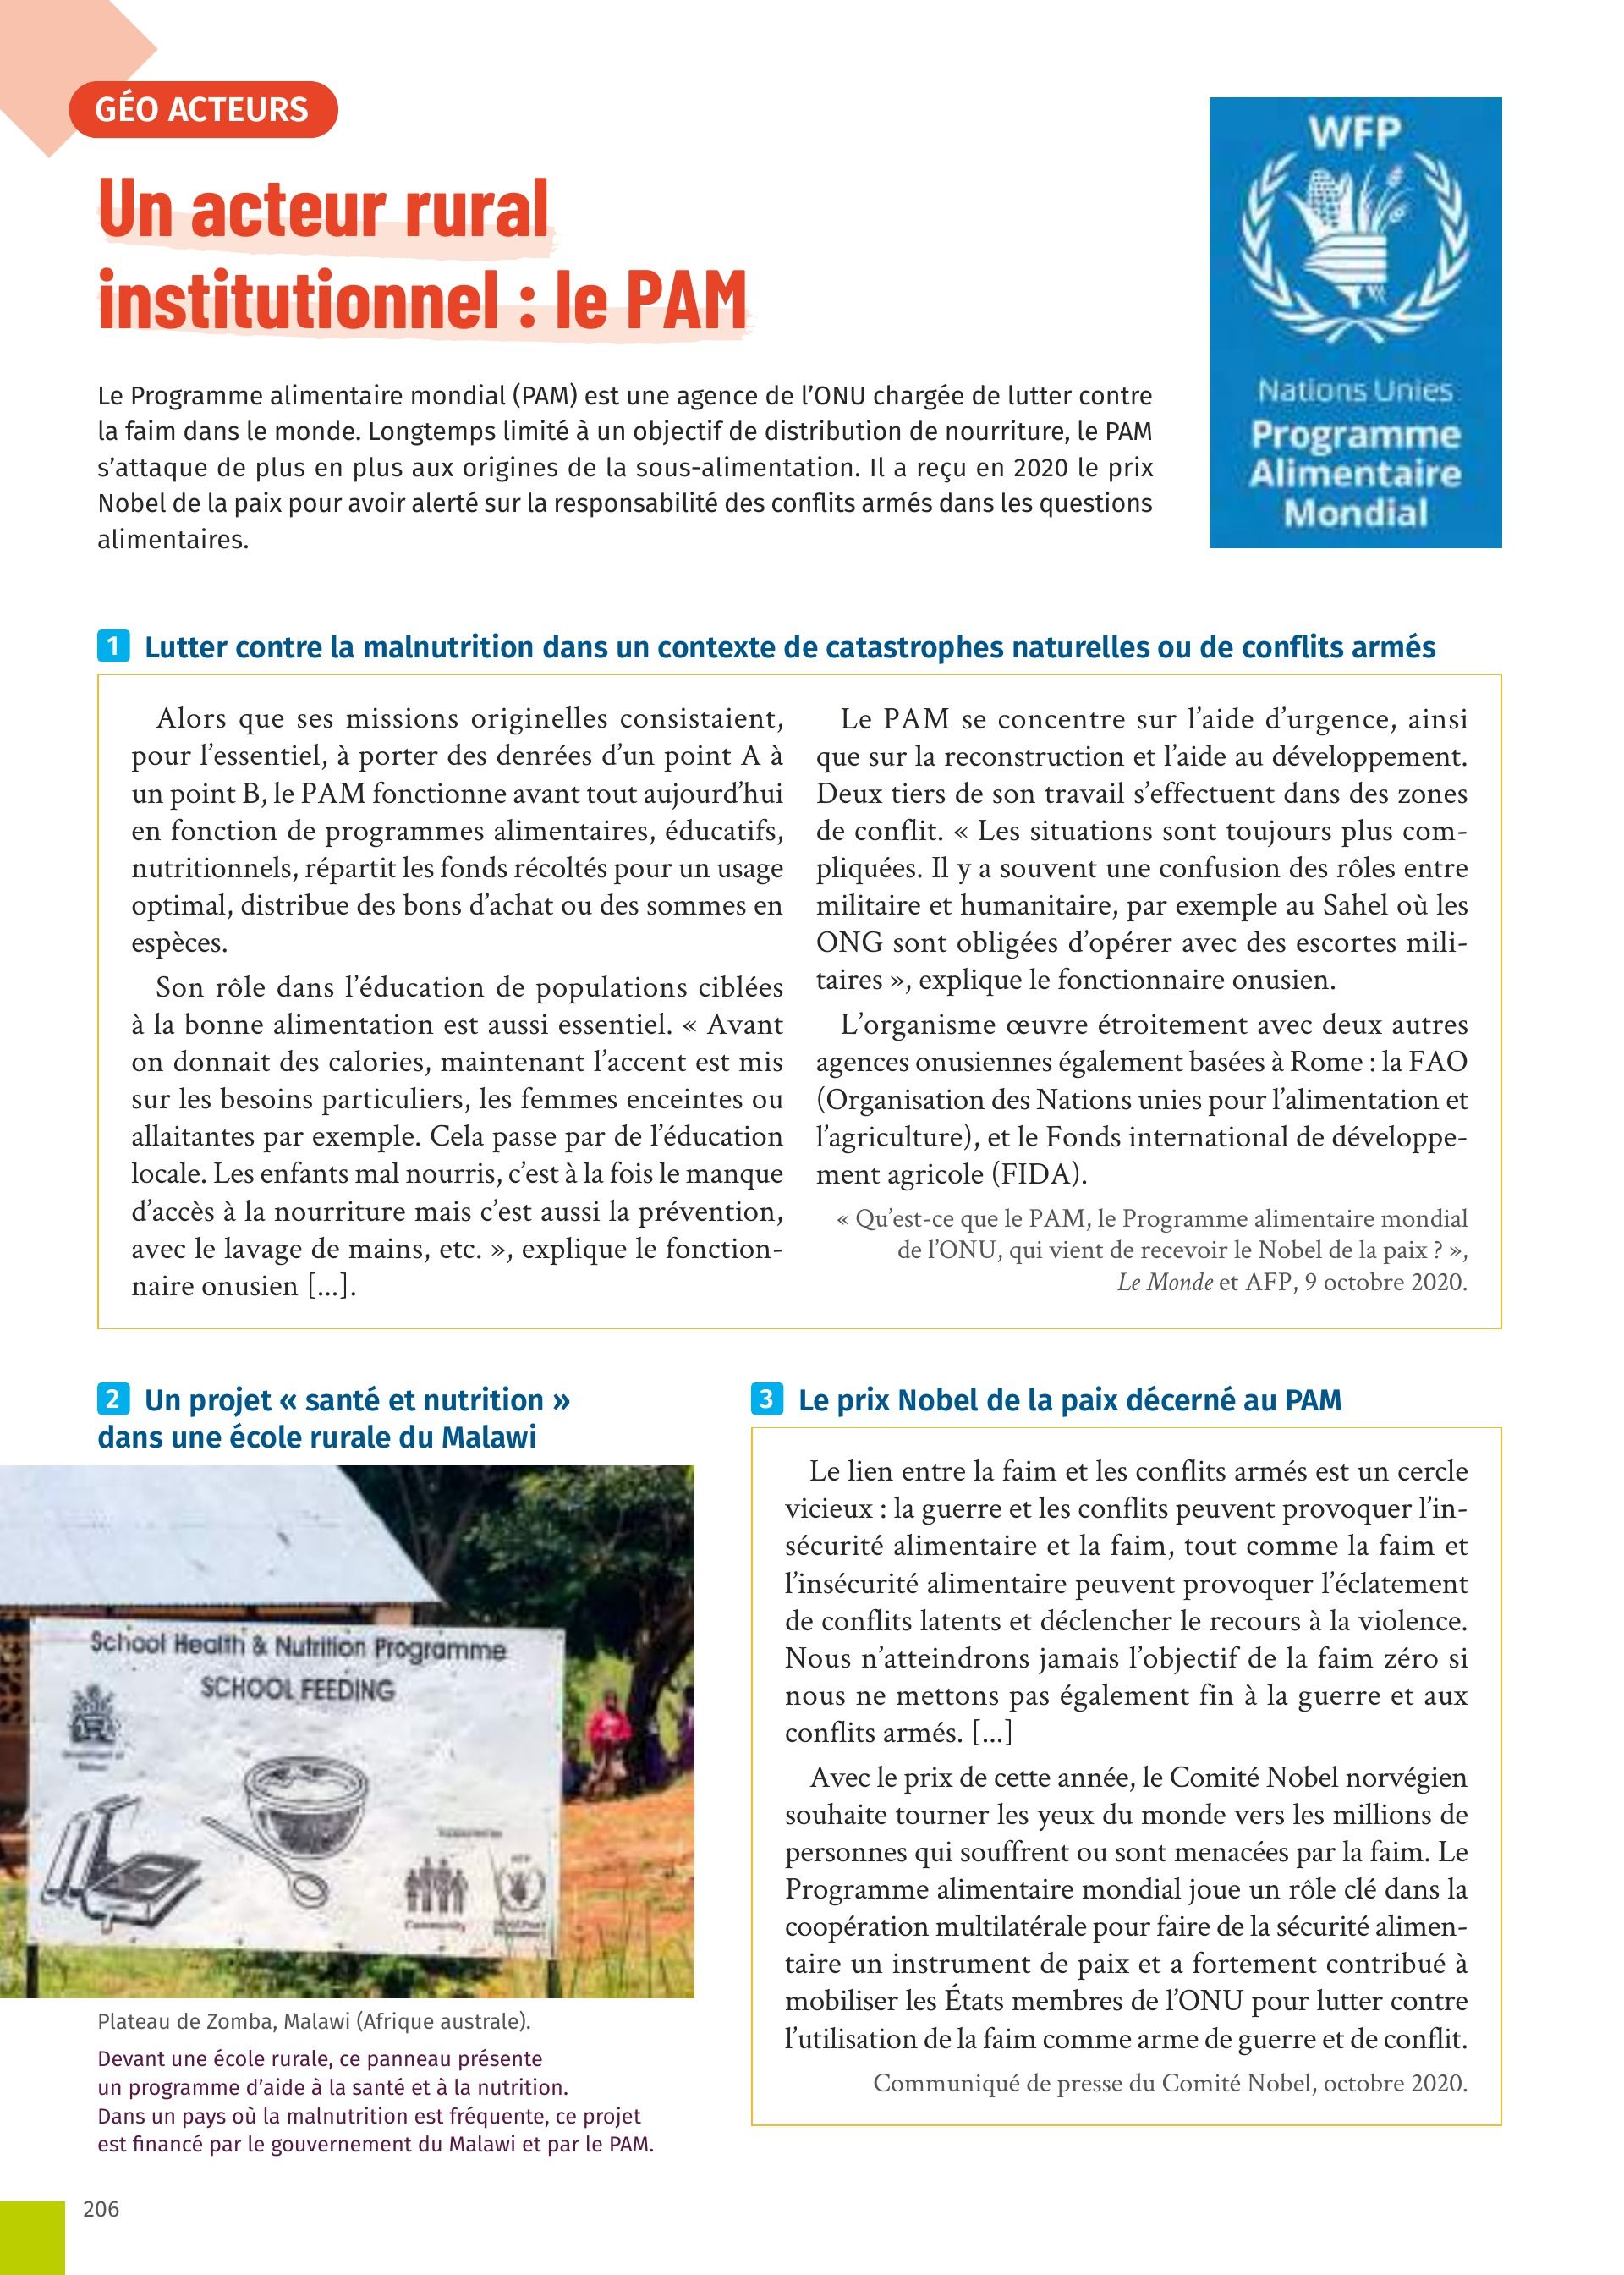 GÉO ACTEURS
Un acteur rural
institutionnel : le PAM
WFP
Nations Unies
Programme
Alimentaire
Mondial
Le Programme alimentaire mondial (PAM) est une agence de l’ONU chargée de lutter contre
la faim dans le monde. Longtemps limité à un objectif de distribution de nourriture, le PAM
s’attaque de plus en plus aux origines de la sous-alimentation. Il a reçu en 2020 le prix
Nobel de la paix pour avoir alerté sur la responsabilité des conflits armés dans les questions
alimentaires.
1 Lutter contre la malnutrition dans un contexte de catastrophes naturelles ou de conflits armés
Alors que ses missions originelles consistaient,
pour l’essentiel, à porter des denrées d’un point A à
un point B, le PAM fonctionne avant tout aujourd’hui
en fonction de programmes alimentaires, éducatifs,
nutritionnels, répartit les fonds récoltés pour un usage
optimal, distribue des bons d’achat ou des sommes en
espèces.
Son rôle dans l’éducation de populations ciblées
à la bonne alimentation est aussi essentiel. « Avant
on donnait des calories, maintenant l’accent est mis
sur les besoins particuliers, les femmes enceintes ou
allaitantes par exemple. Cela passe par de l’éducation
locale. Les enfants mal nourris, c’est à la fois le manque
d’accès à la nourriture mais c’est aussi la prévention,
avec le lavage de mains, etc. », explique le fonction-
naire onusien [...].
Le PAM se concentre sur l’aide d’urgence, ainsi
que sur la reconstruction et l’aide au développement.
Deux tiers de son travail s’effectuent dans des zones
de conflit. « Les situations sont toujours plus com-
pliquées. Il y a souvent une confusion des rôles entre
militaire et humanitaire, par exemple au Sahel où les
ONG sont obligées d’opérer avec des escortes mili-
taires », explique le fonctionnaire onusien.
L’organisme œuvre étroitement avec deux autres
agences onusiennes également basées à Rome : la FAO
(Organisation des Nations unies pour l’alimentation et
l’agriculture), et le Fonds international de développe-
ment agricole (FIDA).
« Qu’est-ce que le PAM, le Programme alimentaire mondial
de l’ONU, qui vient de recevoir le Nobel de la paix ? »,
Le Monde et AFP, 9 octobre 2020.
2 Un projet « santé et nutrition »
dans une école rurale du Malawi
School Health & Nutrition Programme
SCHOOL FEEDING
Community
WFP
Plateau de Zomba, Malawi (Afrique australe).
Devant une école rurale, ce panneau présente
un programme d’aide à la santé et à la nutrition.
Dans un pays où la malnutrition est fréquente, ce projet
est financé par le gouvernement du Malawi et par le PAM.
3 Le prix Nobel de la paix décerné au PAM
Le lien entre la faim et les conflits armés est un cercle
vicieux : la guerre et les conflits peuvent provoquer l’in-
sécurité alimentaire et la faim, tout comme la faim et
l’insécurité alimentaire peuvent provoquer l’éclatement
de conflits latents et déclencher le recours à la violence.
Nous n’atteindrons jamais l’objectif de la faim zéro si
nous ne mettons pas également fin à la guerre et aux
conflits armés. [...]
Avec le prix de cette année, le Comité Nobel norvégien
souhaite tourner les yeux du monde vers les millions de
personnes qui souffrent ou sont menacées par la faim. Le
Programme alimentaire mondial joue un rôle clé dans la
coopération multilatérale pour faire de la sécurité alimen-
taire un instrument de paix et a fortement contribué à
mobiliser les États membres de l’ONU pour lutter contre
l’utilisation de la faim comme arme de guerre et de conflit.
Communiqué de presse du Comité Nobel, octobre 2020.
206